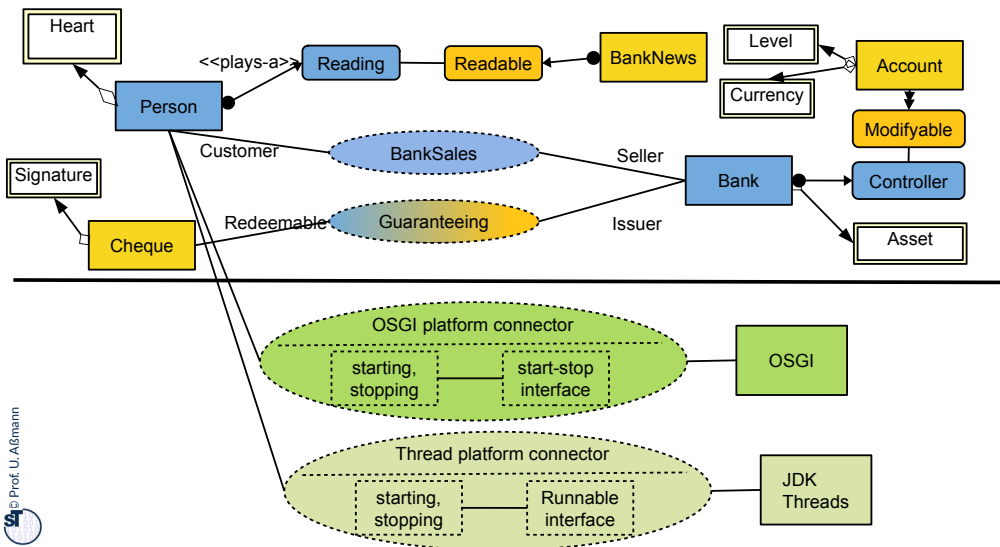 Heart
Level
<<plays-a>>
Reading
Readable
BankNews
Account
Person
Currency
Modifyable
Customer
BankSales
Seller
Signature
Bank
Controller
Redeemable
Guaranteeing
Issuer
Cheque
Asset
OSGI platform connector
starting,
stopping
start-stop
interface
OSGI
Thread platform connector
starting,
stopping
Runnable
interface
JDK
Threads
© Prof. U. Aßmann
ST